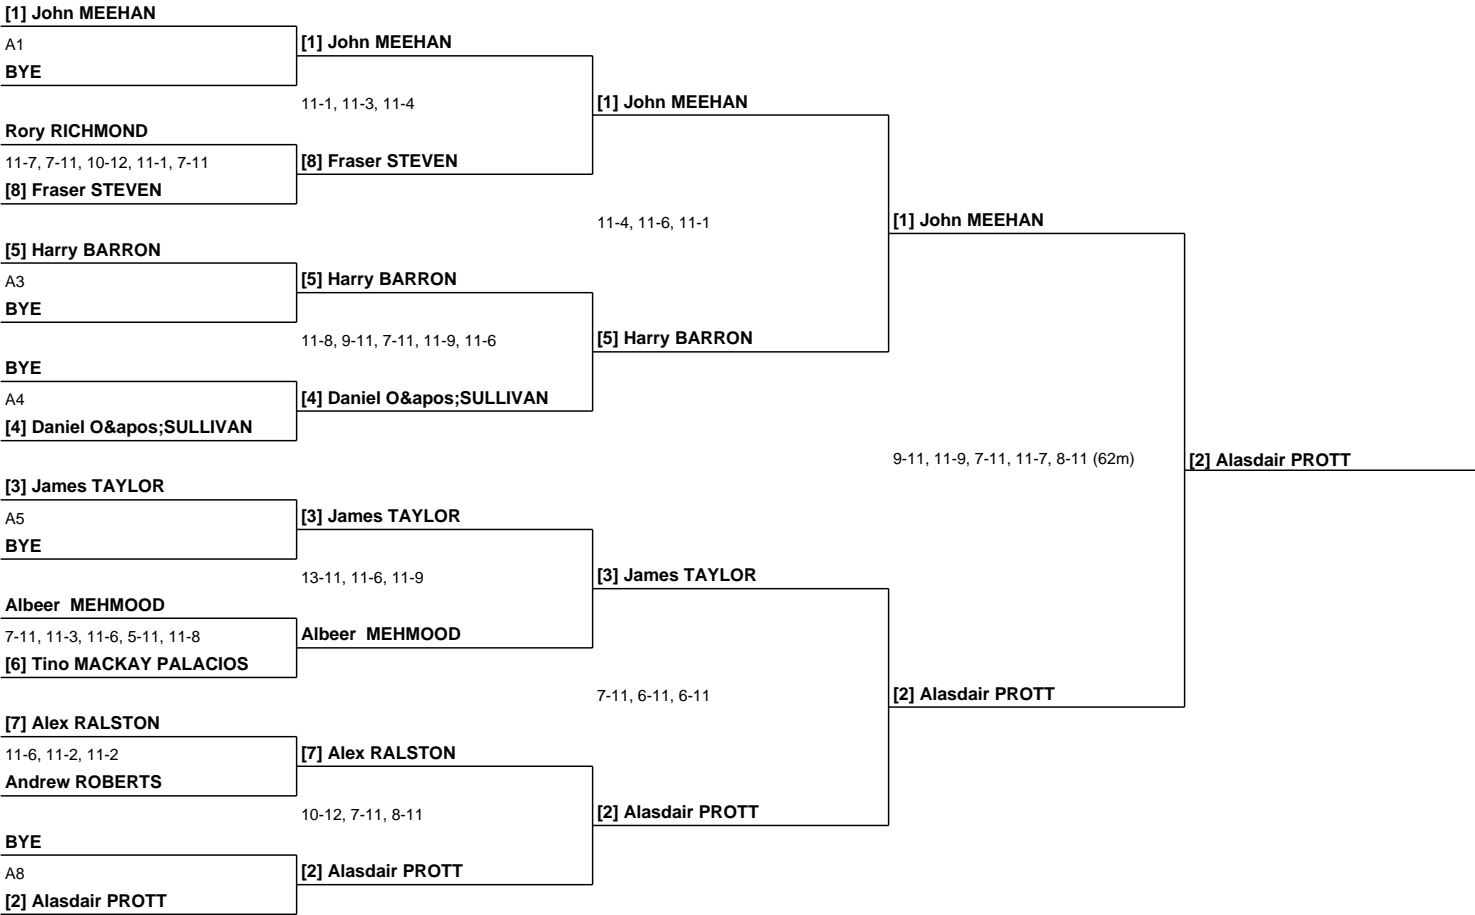 [1] John MEEHAN
A1
BYE
Rory RICHMOND
11-7, 7-11, 10-12, 11-1, 7-11
[8] Fraser STEVEN
[5] Harry BARRON
A3
BYE
BYE
A4
[4] Daniel O&apos;SULLIVAN
[3] James TAYLOR
A5
BYE
Albeer  MEHMOOD
7-11, 11-3, 11-6, 5-11, 11-8
[6] Tino MACKAY PALACIOS
[7] Alex RALSTON
11-6, 11-2, 11-2
Andrew ROBERTS
BYE
A8
[2] Alasdair PROTT
[1] John MEEHAN
11-1, 11-3, 11-4
[8] Fraser STEVEN
[5] Harry BARRON
11-8, 9-11, 7-11, 11-9, 11-6
[4] Daniel O&apos;SULLIVAN
[3] James TAYLOR
13-11, 11-6, 11-9
Albeer  MEHMOOD
[7] Alex RALSTON
10-12, 7-11, 8-11
[2] Alasdair PROTT
[1] John MEEHAN
11-4, 11-6, 11-1
[5] Harry BARRON
[3] James TAYLOR
7-11, 6-11, 6-11
[2] Alasdair PROTT
[1] John MEEHAN
9-11, 11-9, 7-11, 11-7, 8-11 (62m)
[2] Alasdair PROTT
[2] Alasdair PROTT